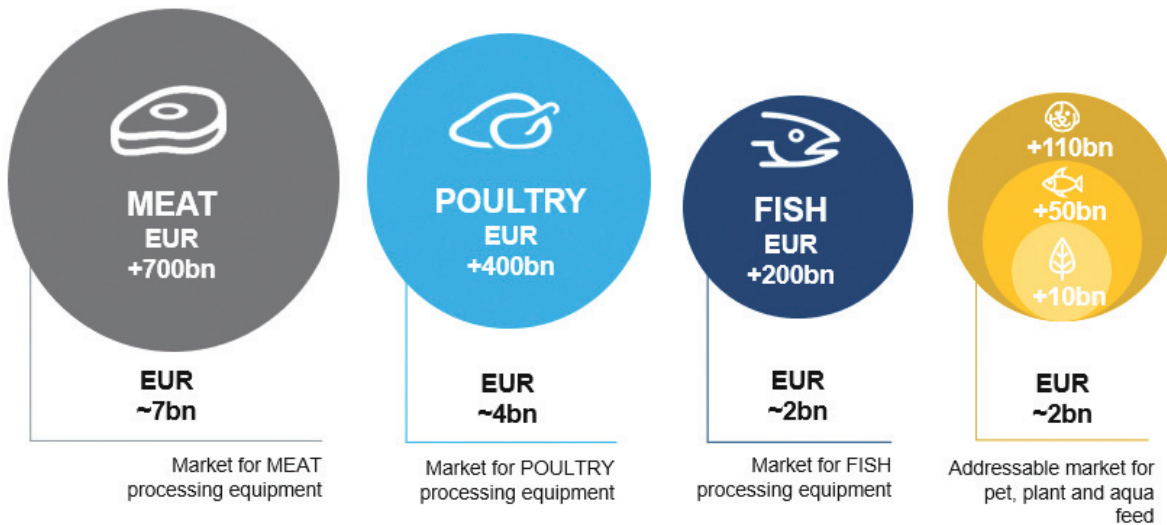 MEAT
EUR
+700bn
EUR
~7bn
Market for MEAT
processing equipment
POULTRY
EUR
+400bn
EUR
~4bn
Market for POULTRY
processing equipment
FISH
EUR
+200bn
EUR
~2bn
Market for FISH
processing equipment
+110bn
+50bn
+10bn
EUR
~2bn
Addressable market for
pet, plant and aqua
feed